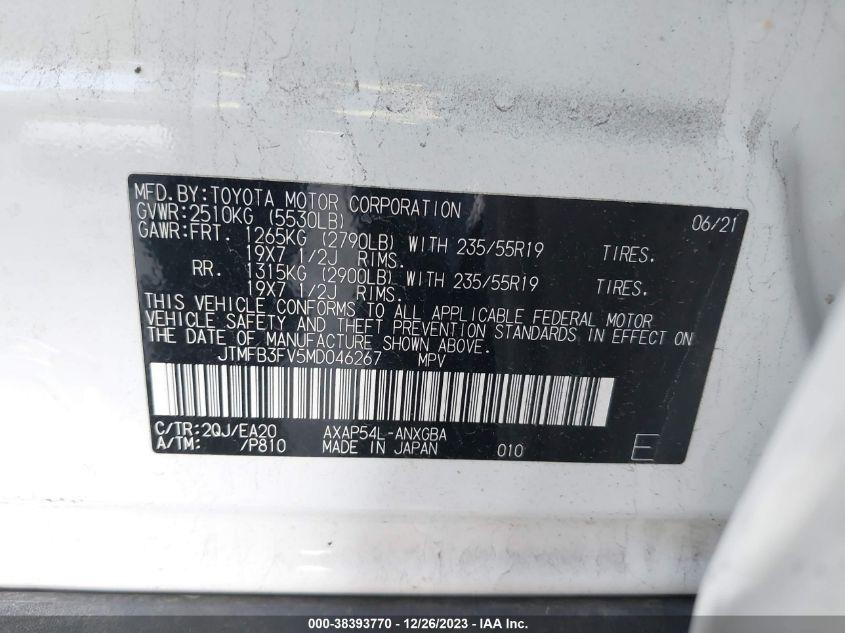 MFD.BY:TOYOTA MOTOR CORPORATION 06/21
GVWR:2510KG (5530LB)
GAWR:FRT. 1265KG (2790LB) WITH 235/55R19 TIRES.
19X7 1/2J RIMS.
RR. 1315KG (2900LB) WITH 235/55R19 TIRES.
19X7 1/2J RIMS.
THIS VEHICLE CONFORMS TO ALL APPLICABLE FEDERAL MOTOR
VEHICLE SAFETY AND THEFT PREVENTION STANDARDS IN EFFECT ON
THE DATE OF MANUFACTURE SHOWN ABOVE.
JTMFB3FV5MD046267 MPV
C/TR:2QJ/EA20 AXAP54L-ANXGBA
A/TM: /P810 MADE IN JAPAN 010 E
000-38393770 - 12/26/2023 - IAA Inc.